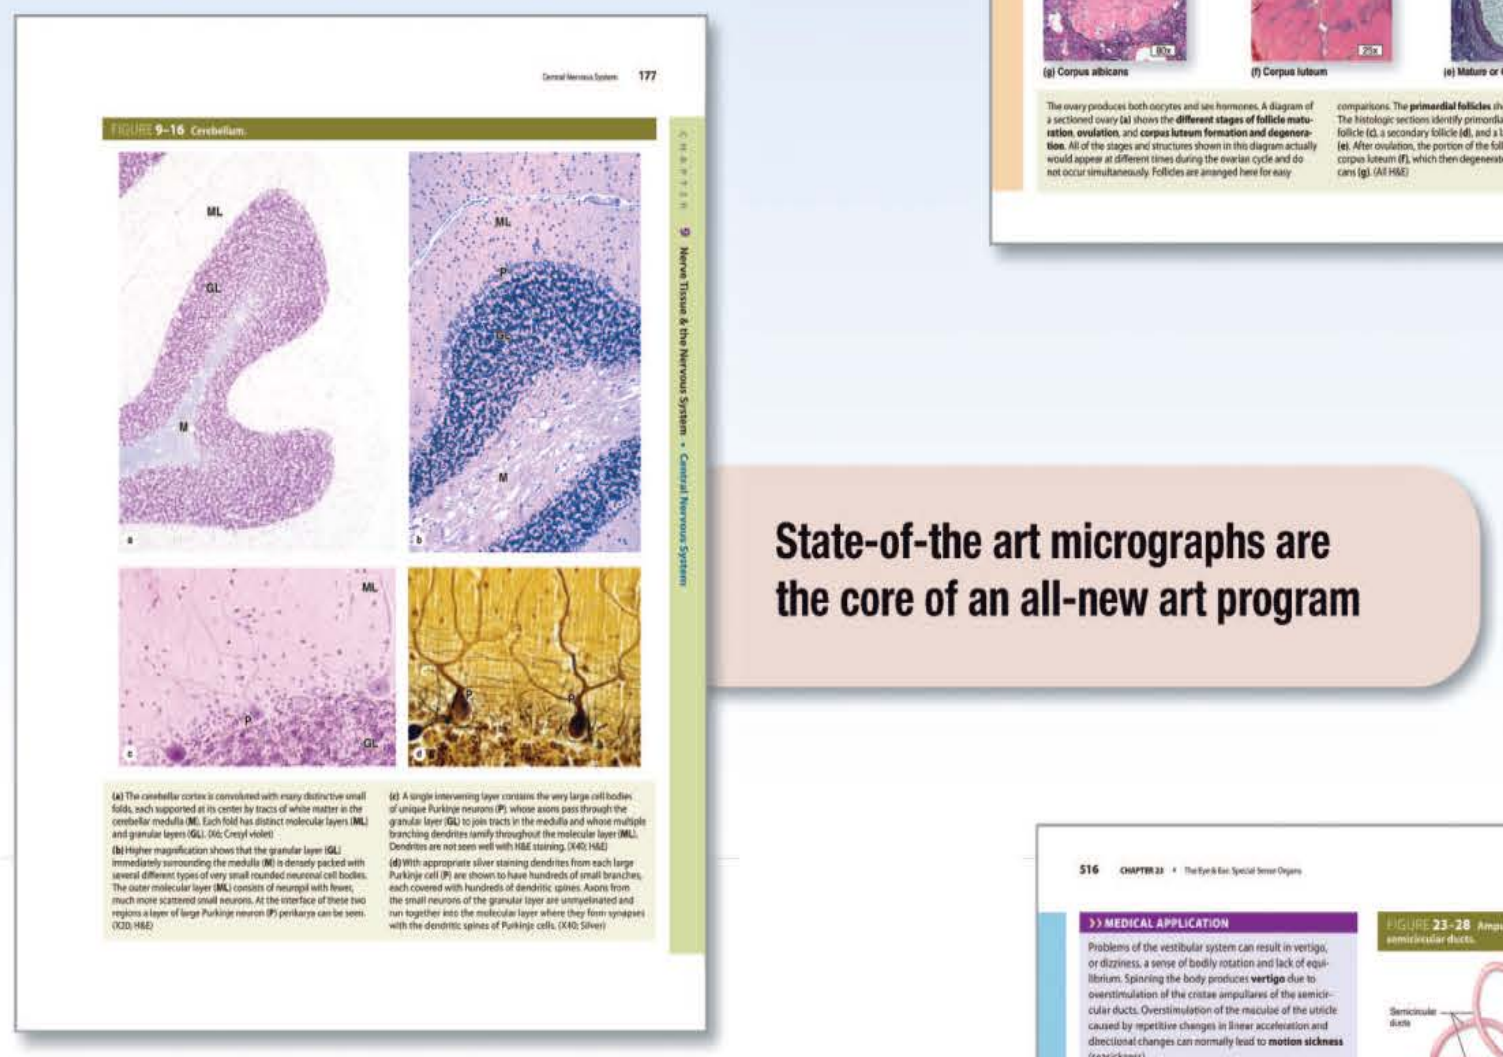 Central Nervous System 177
FIGURE 9–16 Cerebellum.
ML
GL
M
a
ML
P
GL
M
b
ML
P
GL
c
P
P
d
CHAPTER 9 Nerve Tissue & the Nervous System • Central Nervous System
(a) The cerebellar cortex is convoluted with many distinctive small
folds, each supported at its center by tracts of white matter in the
cerebellar medulla (M). Each fold has distinct molecular layers (ML)
and granular layers (GL). (X6; Cresyl violet)
(b) Higher magnification shows that the granular layer (GL)
immediately surrounding the medulla (M) is densely packed with
several different types of very small rounded neuronal cell bodies.
The outer molecular layer (ML) consists of neuropil with fewer,
much more scattered small neurons. At the interface of these two
regions a layer of large Purkinje neuron (P) perikarya can be seen.
(X20; H&E)
(c) A single intervening layer contains the very large cell bodies
of unique Purkinje neurons (P), whose axons pass through the
granular layer (GL) to join tracts in the medulla and whose multiple
branching dendrites ramify throughout the molecular layer (ML).
Dendrites are not seen well with H&E staining. (X40; H&E)
(d) With appropriate silver staining dendrites from each large
Purkinje cell (P) are shown to have hundreds of small branches,
each covered with hundreds of dendritic spines. Axons from
the small neurons of the granular layer are unmyelinated and
run together into the molecular layer where they form synapses
with the dendritic spines of Purkinje cells. (X40; Silver)
80x
25x
(g) Corpus albicans
(f) Corpus luteum
(e) Mature or
The ovary produces both oocytes and sex hormones. A diagram of
a sectioned ovary (a) shows the different stages of follicle matu-
ration, ovulation, and corpus luteum formation and degenera-
tion. All of the stages and structures shown in this diagram actually
would appear at different times during the ovarian cycle and do
not occur simultaneously. Follicles are arranged here for easy
comparisons. The primordial follicles
The histologic sections identify
follicle (c), a secondary follicle (d), and a
(e). After ovulation, the portion of the
corpus luteum (f), which then
cans (g). (All H&E)
State-of-the art micrographs are
the core of an all-new art program
516 CHAPTER 23 • The Eye & Ear: Special Sense Organs
>> MEDICAL APPLICATION
Problems of the vestibular system can result in vertigo,
or dizziness, a sense of bodily rotation and lack of equi-
librium. Spinning the body produces vertigo due to
overstimulation of the cristae ampullares of the semicir-
cular ducts. Overstimulation of the maculae of the utricle
caused by repetitive changes in linear acceleration and
directional changes can normally lead to motion sickness
(seasickness).
FIGURE 23–28
semicircular ducts.
Semicircular
ducts